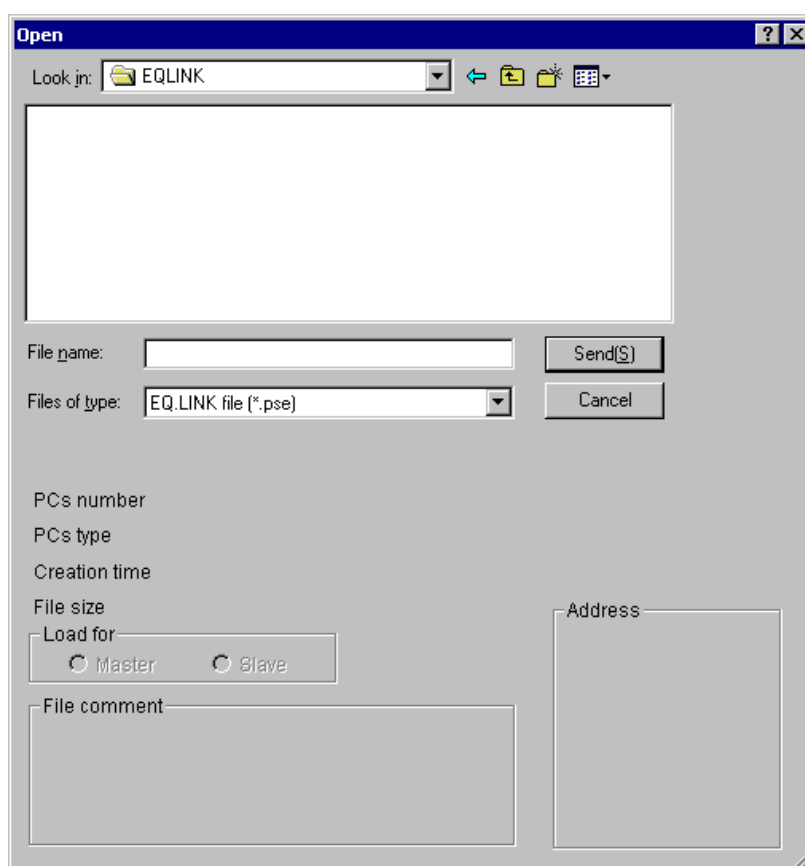 Open
Look in: EQLINK
File name:
Send(S)
Files of type: EQ.LINK file (*.pse)
Cancel
PCs number
PCs type
Creation time
File size
Address
Load for
Master Slave
File comment